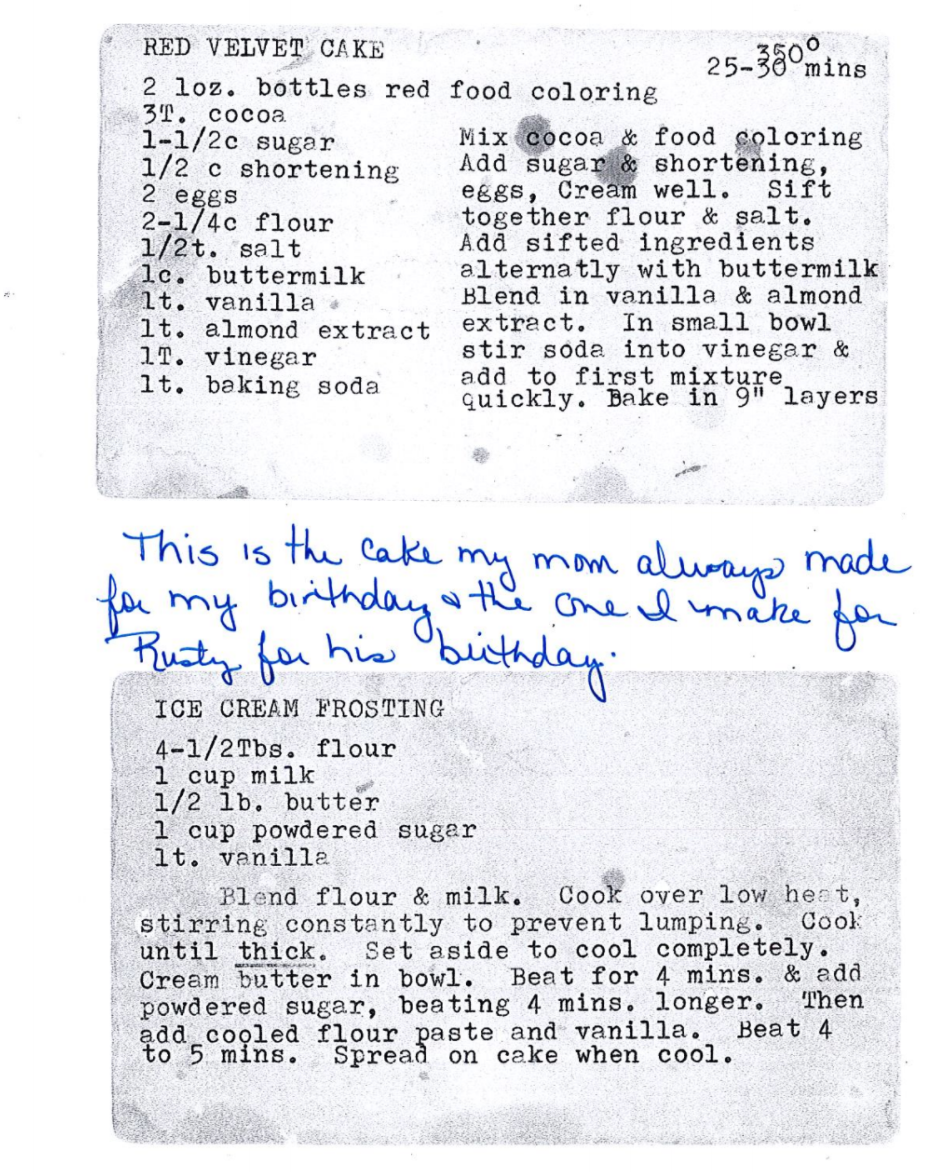 RED VELVET CAKE
350°
25-30 mins
2 1oz. bottles red food coloring
3T. cocoa
1-1/2c sugar
1/2 c shortening
2 eggs
2-1/4c flour
1/2t. salt
1c. buttermilk
1t. vanilla
1t. almond extract
1T. vinegar
1t. baking soda
Mix cocoa & food coloring
Add sugar & shortening,
eggs, Cream well. Sift
together flour & salt.
Add sifted ingredients
alternatly with buttermilk
Blend in vanilla & almond
extract. In small bowl
stir soda into vinegar &
add to first mixture
quickly. Bake in 9" layers
This is the cake my mom always made
for my birthday & the one I make for
Rusty for his birthday.
ICE CREAM FROSTING
4-1/2Tbs. flour
1 cup milk
1/2 lb. butter
1 cup powdered sugar
1t. vanilla
Blend flour & milk. Cook over low heat,
stirring constantly to prevent lumping. Cook
until thick. Set aside to cool completely.
Cream butter in bowl. Beat for 4 mins. & add
powdered sugar, beating 4 mins. longer. Then
add cooled flour paste and vanilla. Beat 4
to 5 mins. Spread on cake when cool.